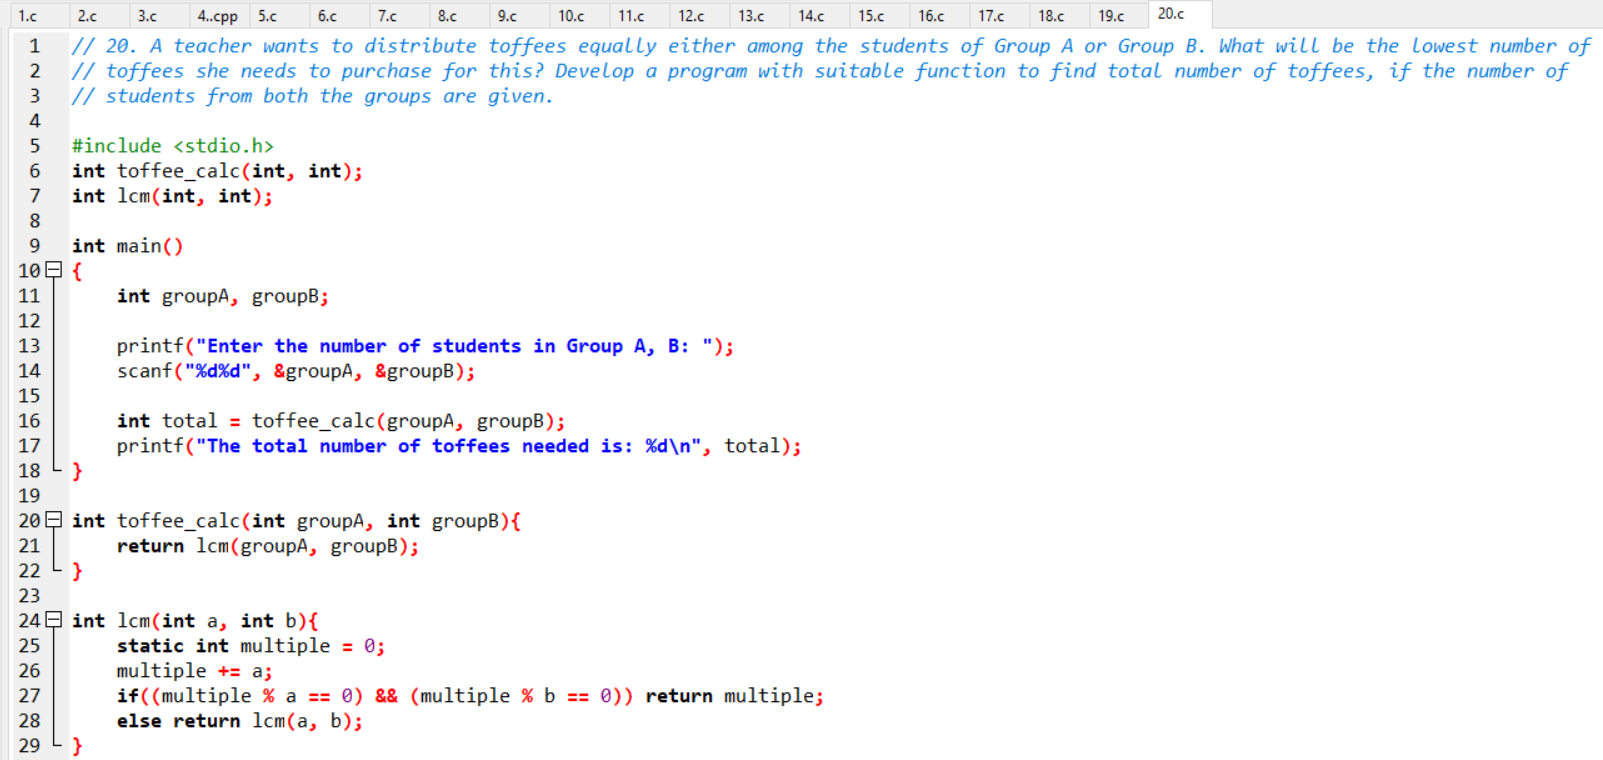 1.c 2.c 3.c 4..cpp 5.c 6.c 7.c 8.c 9.c 10.c 11.c 12.c 13.c 14.c 15.c 16.c 17.c 18.c 19.c 20.c
1 // 20. A teacher wants to distribute toffees equally either among the students of Group A or Group B. What will be the lowest number of
2 // toffees she needs to purchase for this? Develop a program with suitable function to find total number of toffees, if the number of
3 // students from both the groups are given.
4
5 #include <stdio.h>
6 int toffee_calc(int, int);
7 int lcm(int, int);
8
9 int main()
10 {
11     int groupA, groupB;
12
13     printf("Enter the number of students in Group A, B: ");
14     scanf("%d%d", &groupA, &groupB);
15
16     int total = toffee_calc(groupA, groupB);
17     printf("The total number of toffees needed is: %d\n", total);
18 }
19
20 int toffee_calc(int groupA, int groupB){
21     return lcm(groupA, groupB);
22 }
23
24 int lcm(int a, int b){
25     static int multiple = 0;
26     multiple += a;
27     if((multiple % a == 0) && (multiple % b == 0)) return multiple;
28     else return lcm(a, b);
29 }